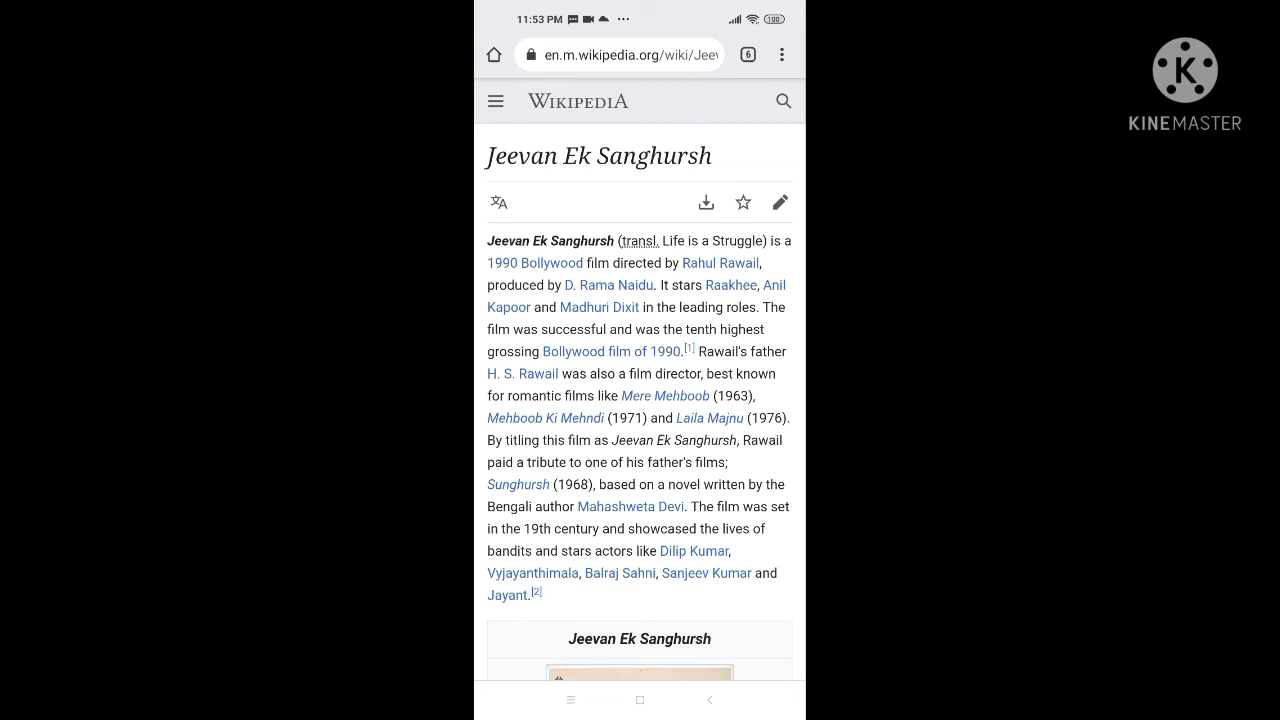 11:53 PM
100
en.m.wikipedia.org/wiki/Jeev
6
WIKIPEDIA
K
KINEMASTER
Jeevan Ek Sanghursh
Jeevan Ek Sanghursh (transl. Life is a Struggle) is a
1990 Bollywood film directed by Rahul Rawail,
produced by D. Rama Naidu. It stars Raakhee, Anil
Kapoor and Madhuri Dixit in the leading roles. The
film was successful and was the tenth highest
grossing Bollywood film of 1990.[1] Rawail's father
H. S. Rawail was also a film director, best known
for romantic films like Mere Mehboob (1963),
Mehboob Ki Mehndi (1971) and Laila Majnu (1976).
By titling this film as Jeevan Ek Sanghursh, Rawail
paid a tribute to one of his father's films;
Sunghursh (1968), based on a novel written by the
Bengali author Mahashweta Devi. The film was set
in the 19th century and showcased the lives of
bandits and stars actors like Dilip Kumar,
Vyjayanthimala, Balraj Sahni, Sanjeev Kumar and
Jayant.[2]
Jeevan Ek Sanghursh